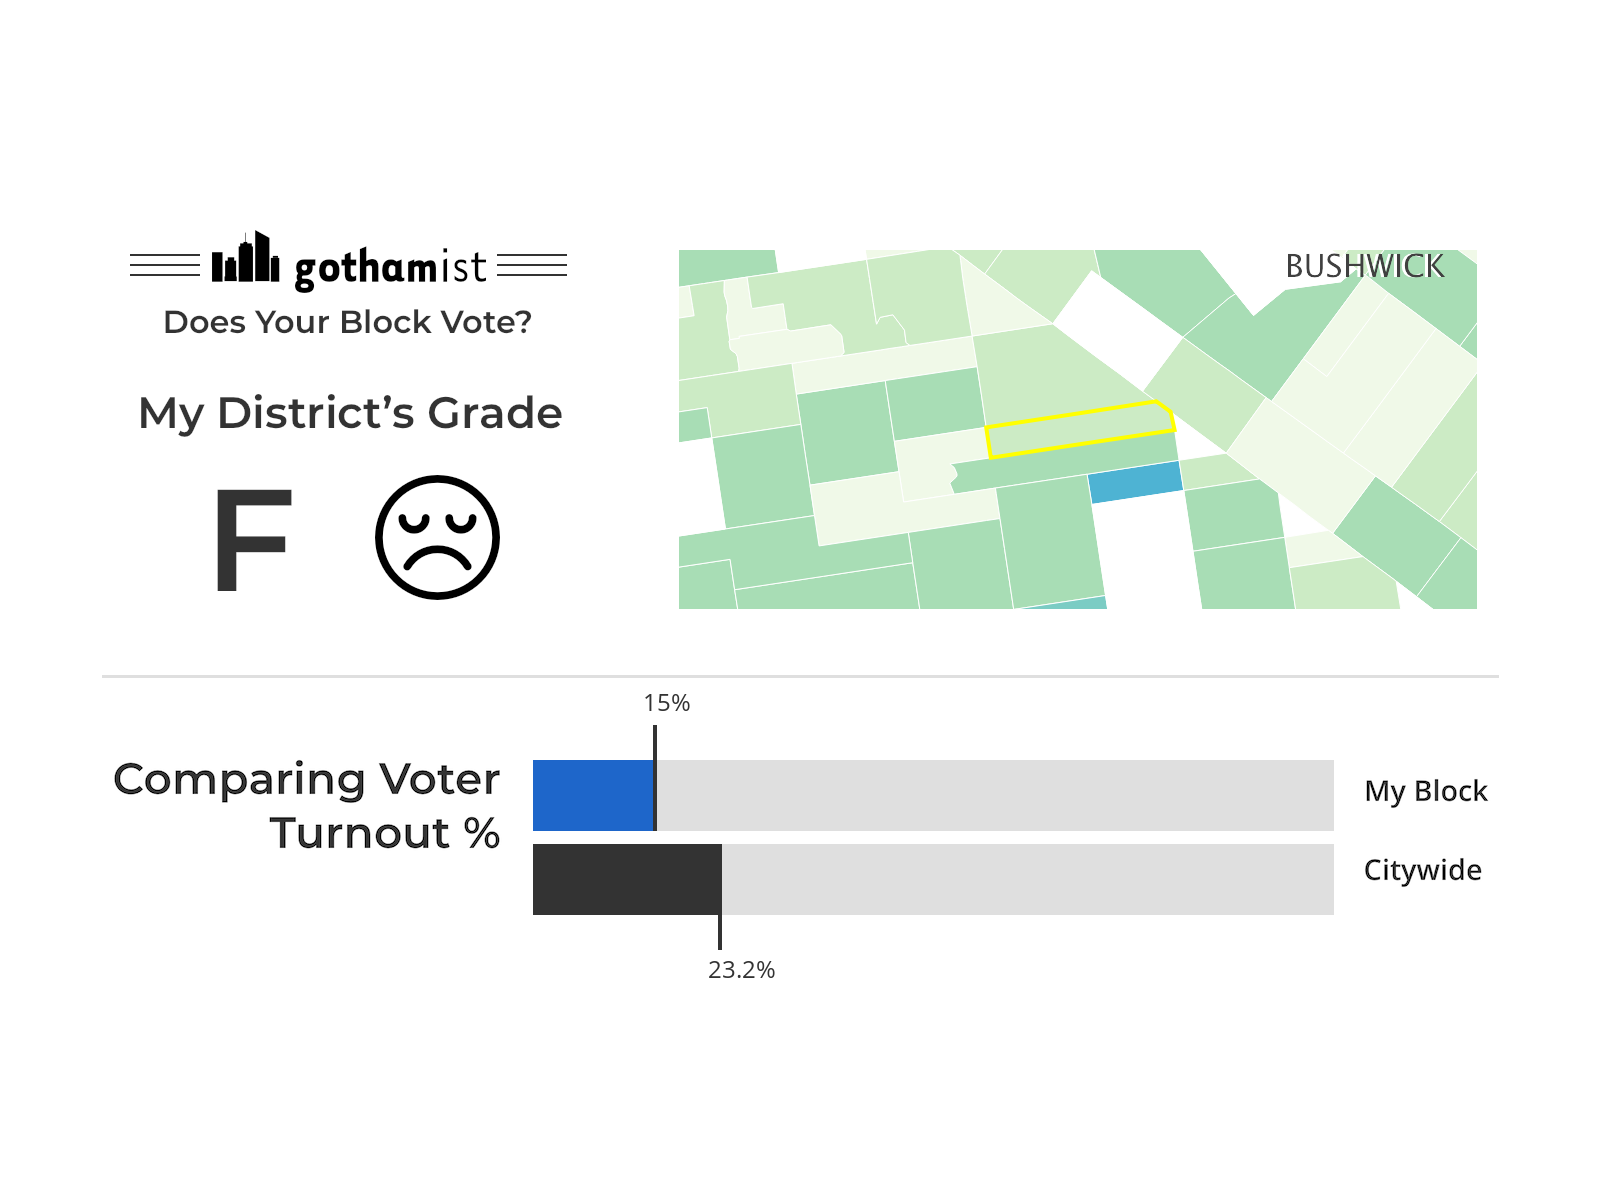 gothamist
Does Your Block Vote?
My District’s Grade
F
BUSHWICK
15%
Comparing Voter
Turnout %
My Block
Citywide
23.2%